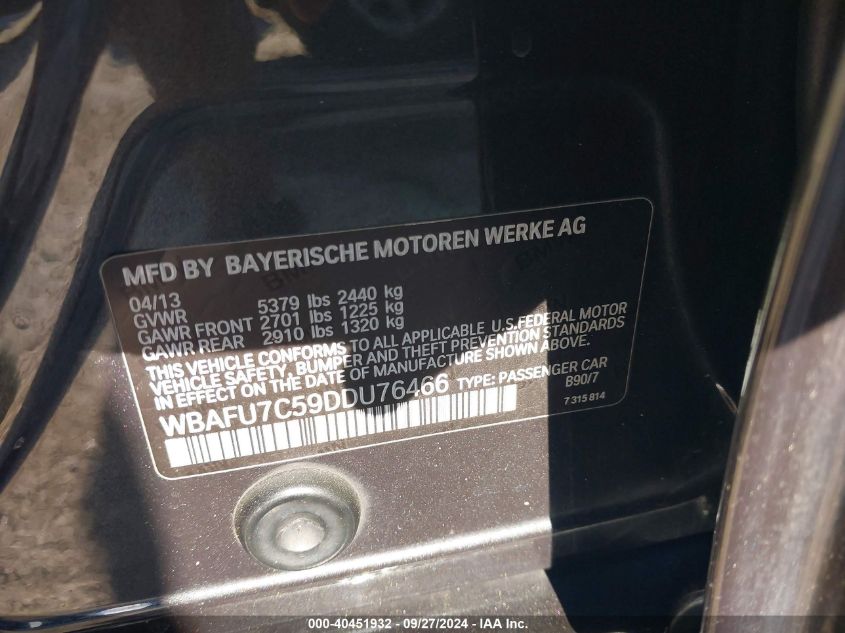 MFD BY BAYERISCHE MOTOREN WERKE AG
04/13
GVWR 5379 lbs 2440 kg
GAWR FRONT 2701 lbs 1225 kg
GAWR REAR 2910 lbs 1320 kg
THIS VEHICLE CONFORMS TO ALL APPLICABLE U.S.FEDERAL MOTOR
VEHICLE SAFETY, BUMPER AND THEFT PREVENTION STANDARDS
IN EFFECT ON THE DATE OF MANUFACTURE SHOWN ABOVE.
WBAFU7C59DDU76466 TYPE: PASSENGER CAR
B90/7
7 315 814
000-40451932 - 09/27/2024 - IAA Inc.